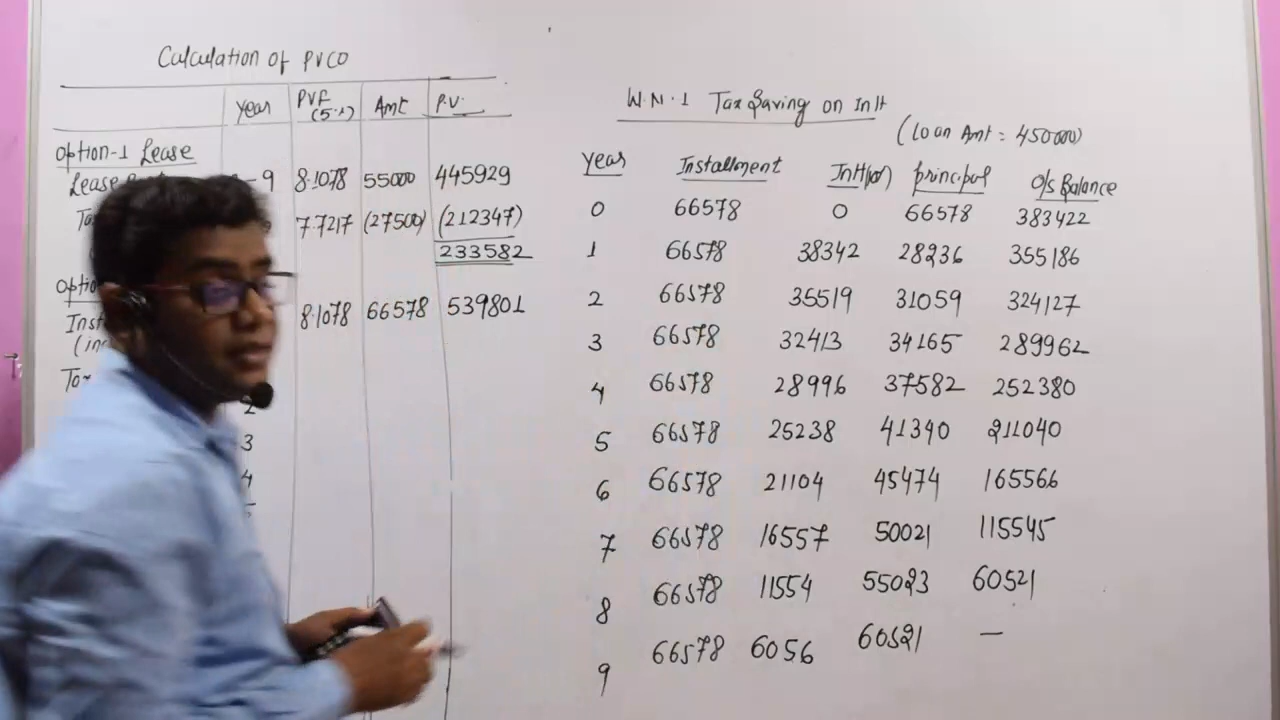 Calculation of PVCO
Year PVF (5%) Amt P.V.
Option-1 Lease
Lease 9 8.1078 55000 445929
7.7217 (27500) (212347)
233582
8.1078 66578 539801
2
3
4
W.N.1 Tax Saving on Intt
(Loan Amt = 450000)
Year Installment Intt(10%) principal O/s Balance
0 66578 0 66578 383422
1 66578 38342 28236 355186
2 66578 35519 31059 324127
3 66578 32413 34165 289962
4 66578 28996 37582 252380
5 66578 25238 41340 211040
6 66578 21104 45474 165566
7 66578 16557 50021 115545
8 66578 11554 55023 60521
9 66578 6056 60521 —